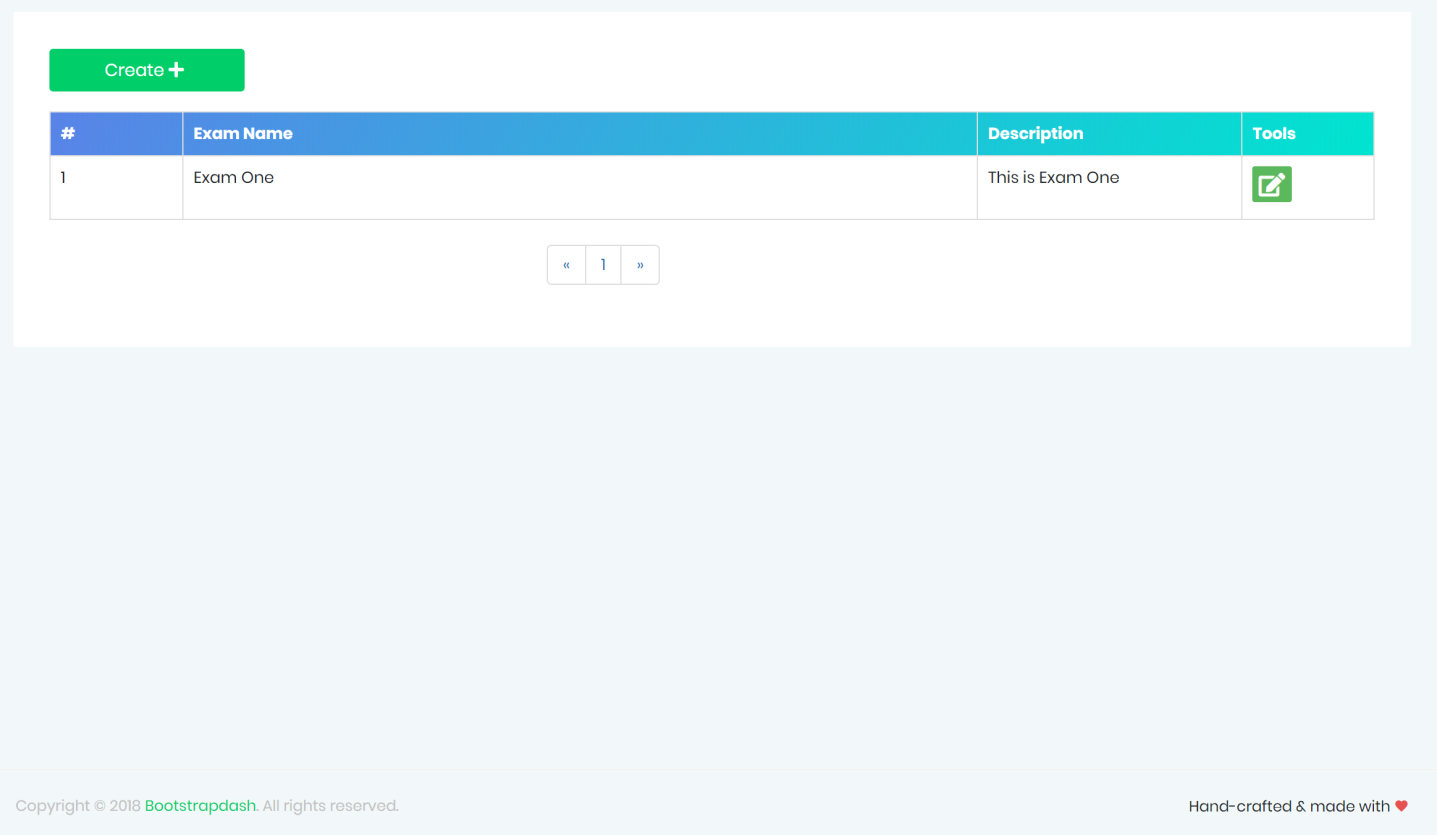 Create +
# Exam Name Description Tools
1 Exam One This is Exam One
« 1 »
Copyright © 2018 Bootstrapdash. All rights reserved. Hand-crafted & made with ♥